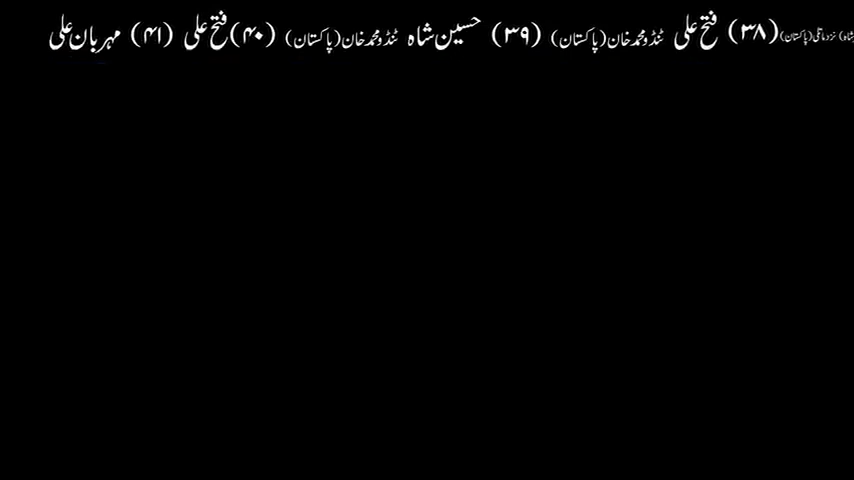 شاہ) نزد ماتلی (پاکستان) (۳۸) فتح علی ٹنڈو محمد خان (پاکستان) (۳۹) حسین شاہ ٹنڈو محمد خان (پاکستان) (۴۰) فتح علی (۴۱) مہربان علی